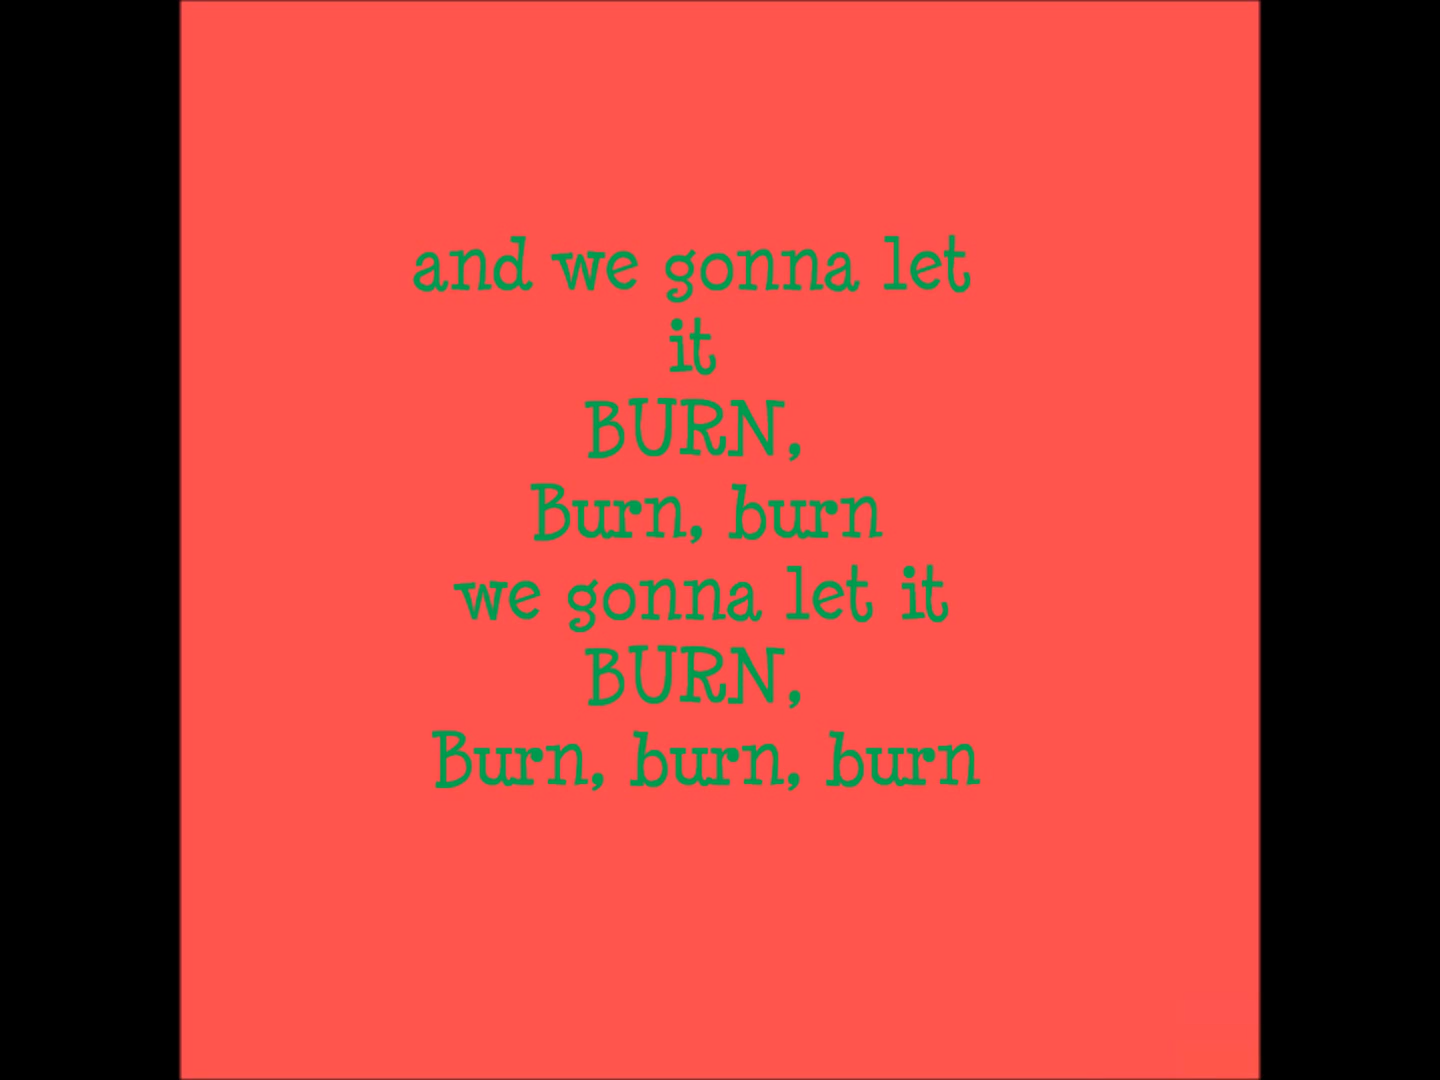 and we gonna let
it
BURN,
Burn, burn
we gonna let it
BURN,
Burn, burn, burn